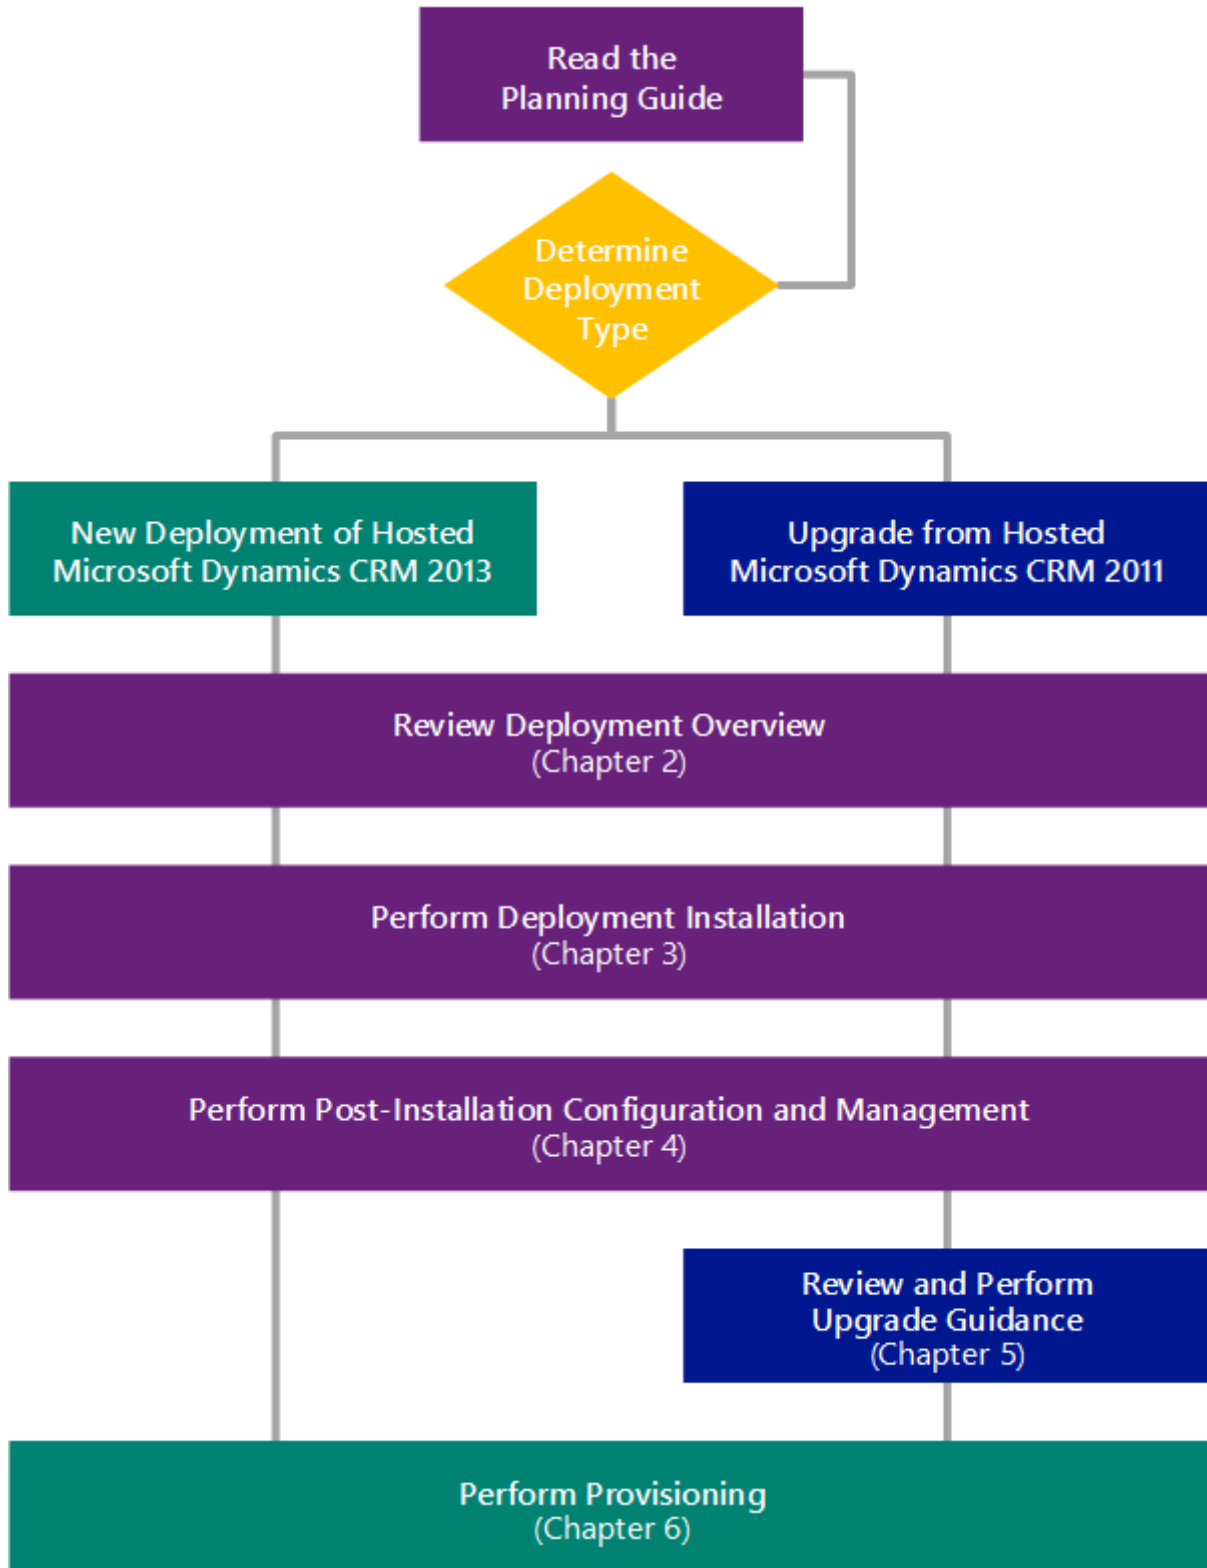 Read the
Planning Guide
Determine
Deployment
Type
New Deployment of Hosted
Microsoft Dynamics CRM 2013
Upgrade from Hosted
Microsoft Dynamics CRM 2011
Review Deployment Overview
(Chapter 2)
Perform Deployment Installation
(Chapter 3)
Perform Post-Installation Configuration and Management
(Chapter 4)
Review and Perform
Upgrade Guidance
(Chapter 5)
Perform Provisioning
(Chapter 6)